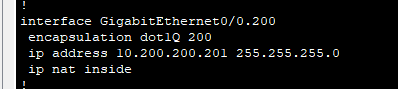 !
interface GigabitEthernet0/0.200
encapsulation dot1Q 200
ip address 10.200.200.201 255.255.255.0
ip nat inside
!